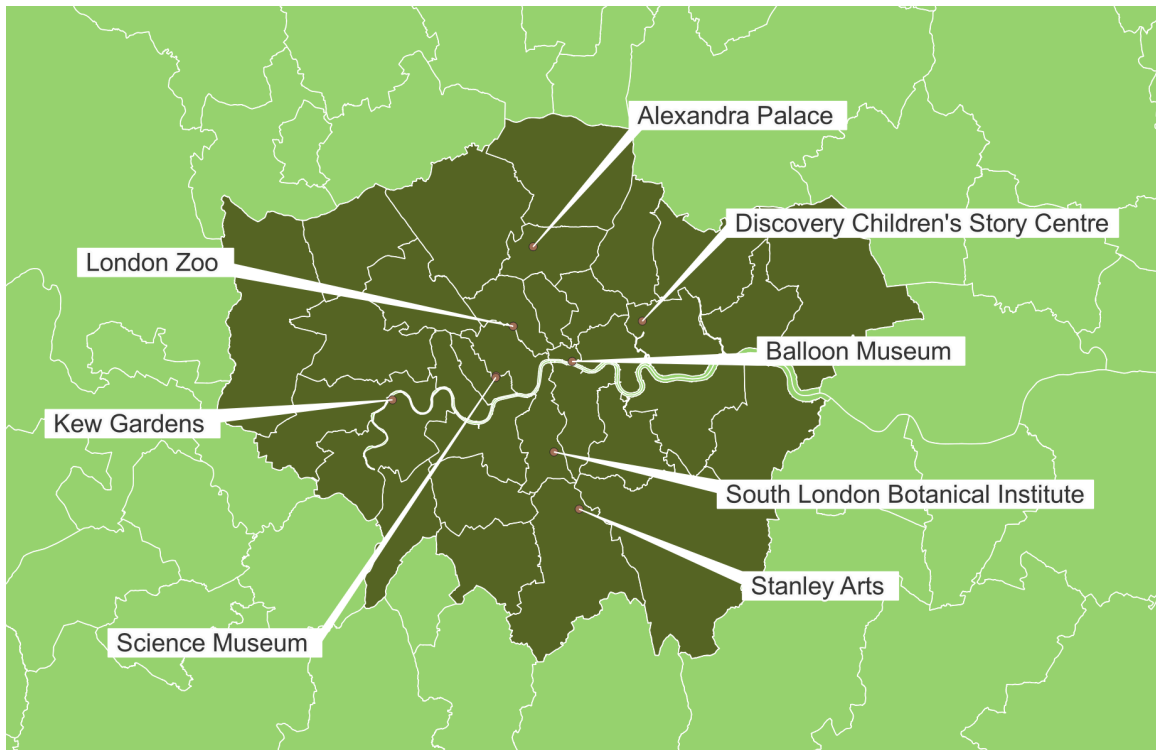 Alexandra Palace
Discovery Children's Story Centre
London Zoo
Balloon Museum
Kew Gardens
South London Botanical Institute
Stanley Arts
Science Museum